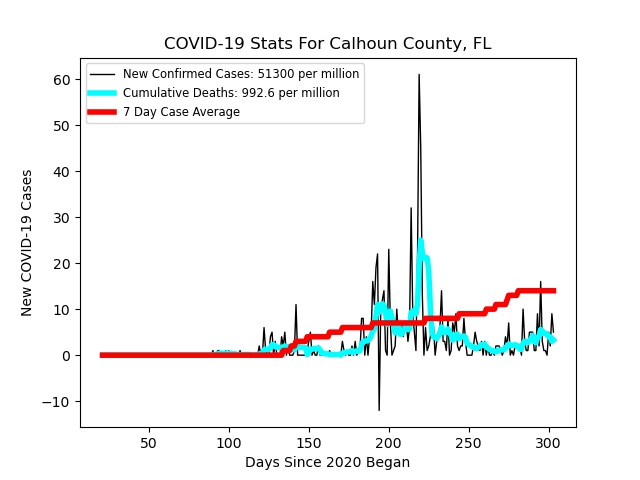 COVID-19 Stats For Calhoun County, FL
New Confirmed Cases: 51300 per million
Cumulative Deaths: 992.6 per million
7 Day Case Average
60
50
40
30
20
10
0
−10
New COVID-19 Cases
50 100 150 200 250 300
Days Since 2020 Began